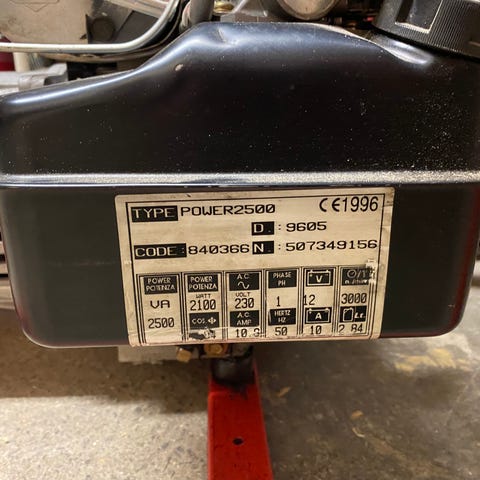 TYPE POWER2500 CE1996
D.: 9605
CODE: 840366 N.: 507349156
POWER POWER A.C. PHASE V
POTENZA POTENZA ∿ PH
VA WATT VOLT
2100 230 1 12 3000
2500 COS A.C. HERTZ A Lt.
AMP HZ
50 10 2 84